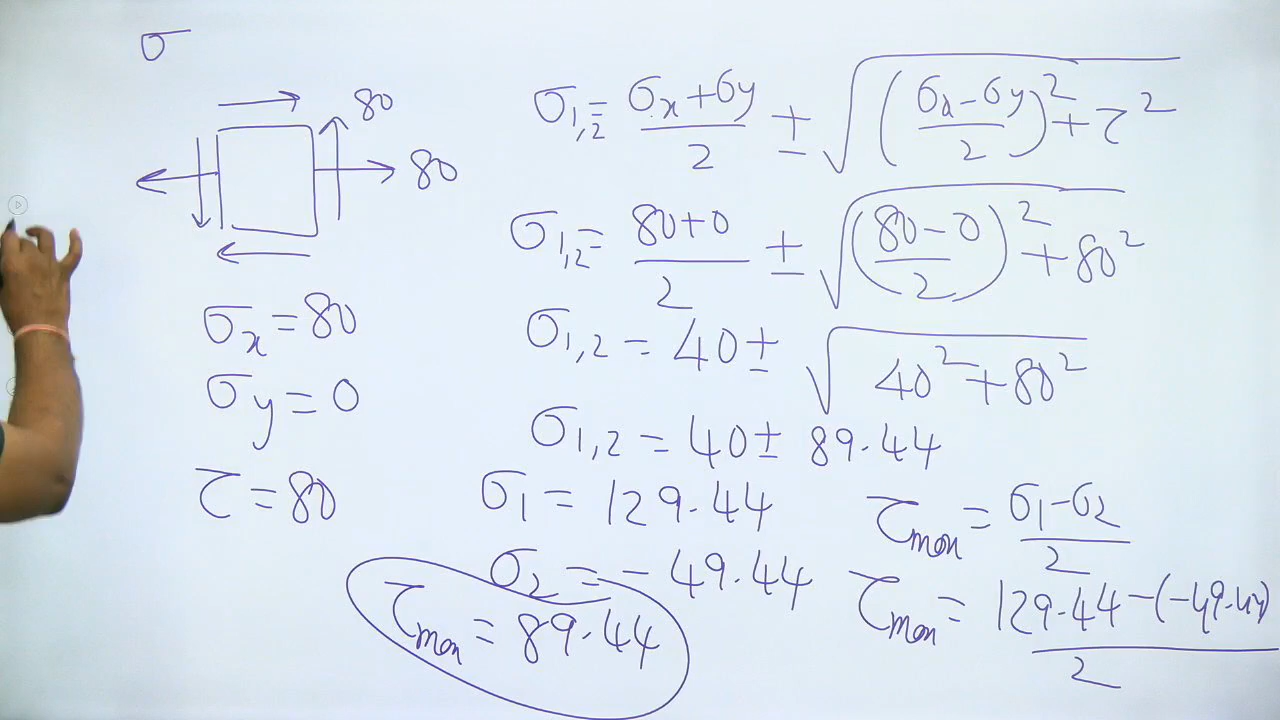 σ
80
80
σx = 80
σy = 0
τ = 80
σ1,2 = (σx + σy)/2 ± √(((σx − σy)/2)² + τ²)
σ1,2 = (80 + 0)/2 ± √(((80 − 0)/2)² + 80²)
σ1,2 = 40 ± √(40² + 80²)
σ1,2 = 40 ± 89.44
σ1 = 129.44
σ2 = − 49.44
τmax = 89.44
τmax = (σ1 − σ2)/2
τmax = (129.44 − (−49.44))/2